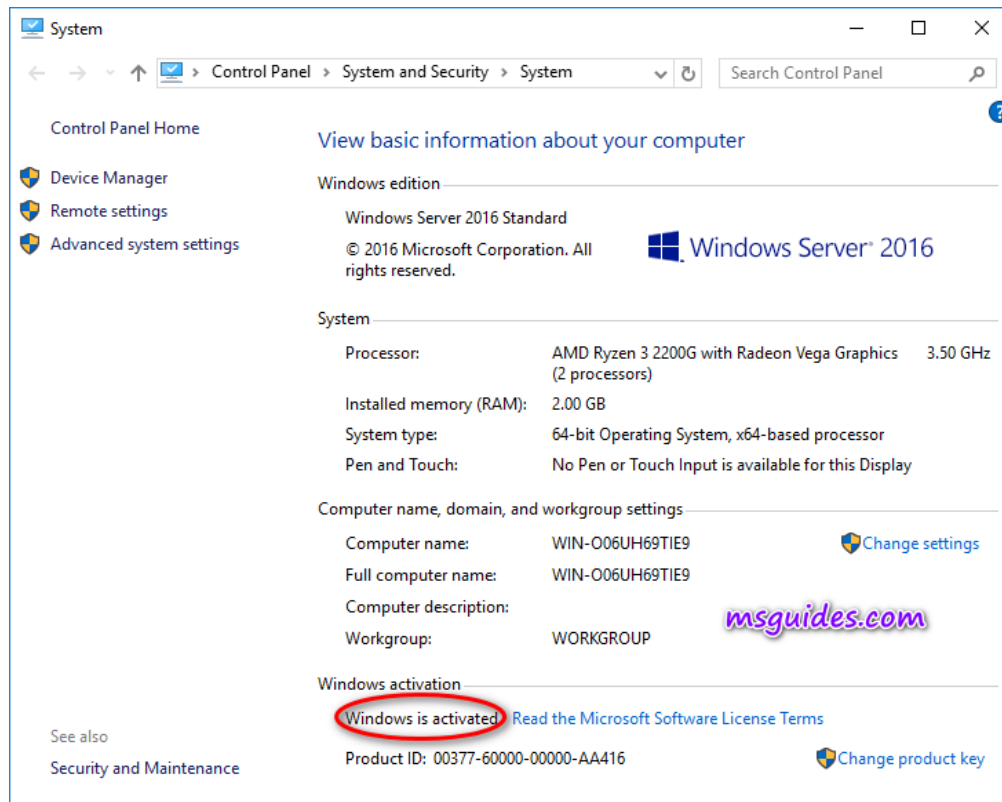 System
Control Panel > System and Security > System
Search Control Panel
?
Control Panel Home
Device Manager
Remote settings
Advanced system settings
View basic information about your computer
Windows edition
Windows Server 2016 Standard
© 2016 Microsoft Corporation. All
rights reserved.
Windows Server® 2016
System
Processor: AMD Ryzen 3 2200G with Radeon Vega Graphics 3.50 GHz
(2 processors)
Installed memory (RAM): 2.00 GB
System type: 64-bit Operating System, x64-based processor
Pen and Touch: No Pen or Touch Input is available for this Display
Computer name, domain, and workgroup settings
Computer name: WIN-O06UH69TIE9
Change settings
Full computer name: WIN-O06UH69TIE9
Computer description:
msguides.com
Workgroup: WORKGROUP
Windows activation
Windows is activated Read the Microsoft Software License Terms
Product ID: 00377-60000-00000-AA416
Change product key
See also
Security and Maintenance